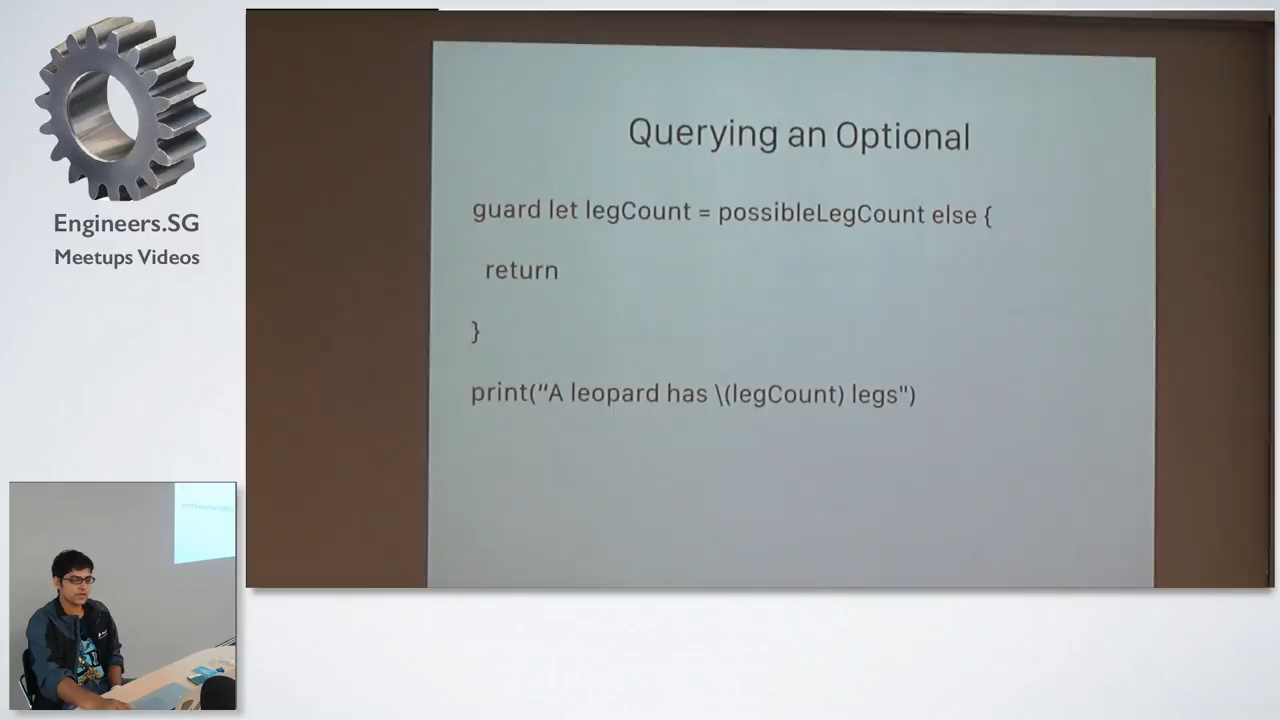 Engineers.SG
Meetups Videos
Querying an Optional
guard let legCount = possibleLegCount else {
return
}
print(“A leopard has \(legCount) legs")